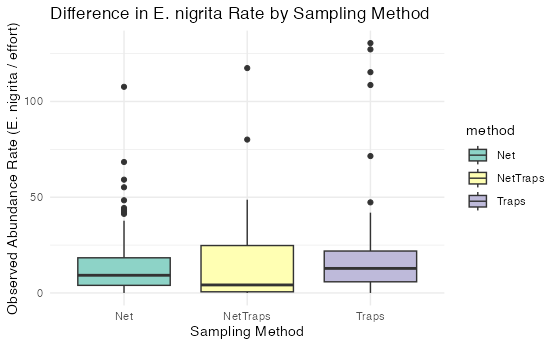 Difference in E. nigrita Rate by Sampling Method
Observed Abundance Rate (E. nigrita / effort)
100
50
0
Net
NetTraps
Traps
Sampling Method
method
Net
NetTraps
Traps